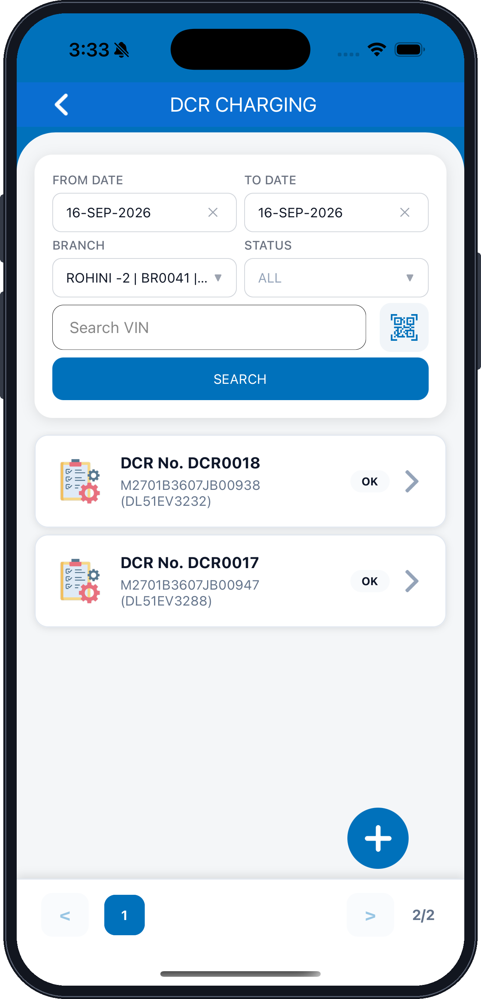 3:33
DCR CHARGING
FROM DATE
TO DATE
16-SEP-2026
16-SEP-2026
BRANCH
STATUS
ROHINI -2 | BR0041 |...
ALL
Search VIN
SEARCH
DCR No. DCR0018
M2701B3607JB00938
(DL51EV3232)
OK
DCR No. DCR0017
M2701B3607JB00947
(DL51EV3288)
OK
<
1
>
2/2